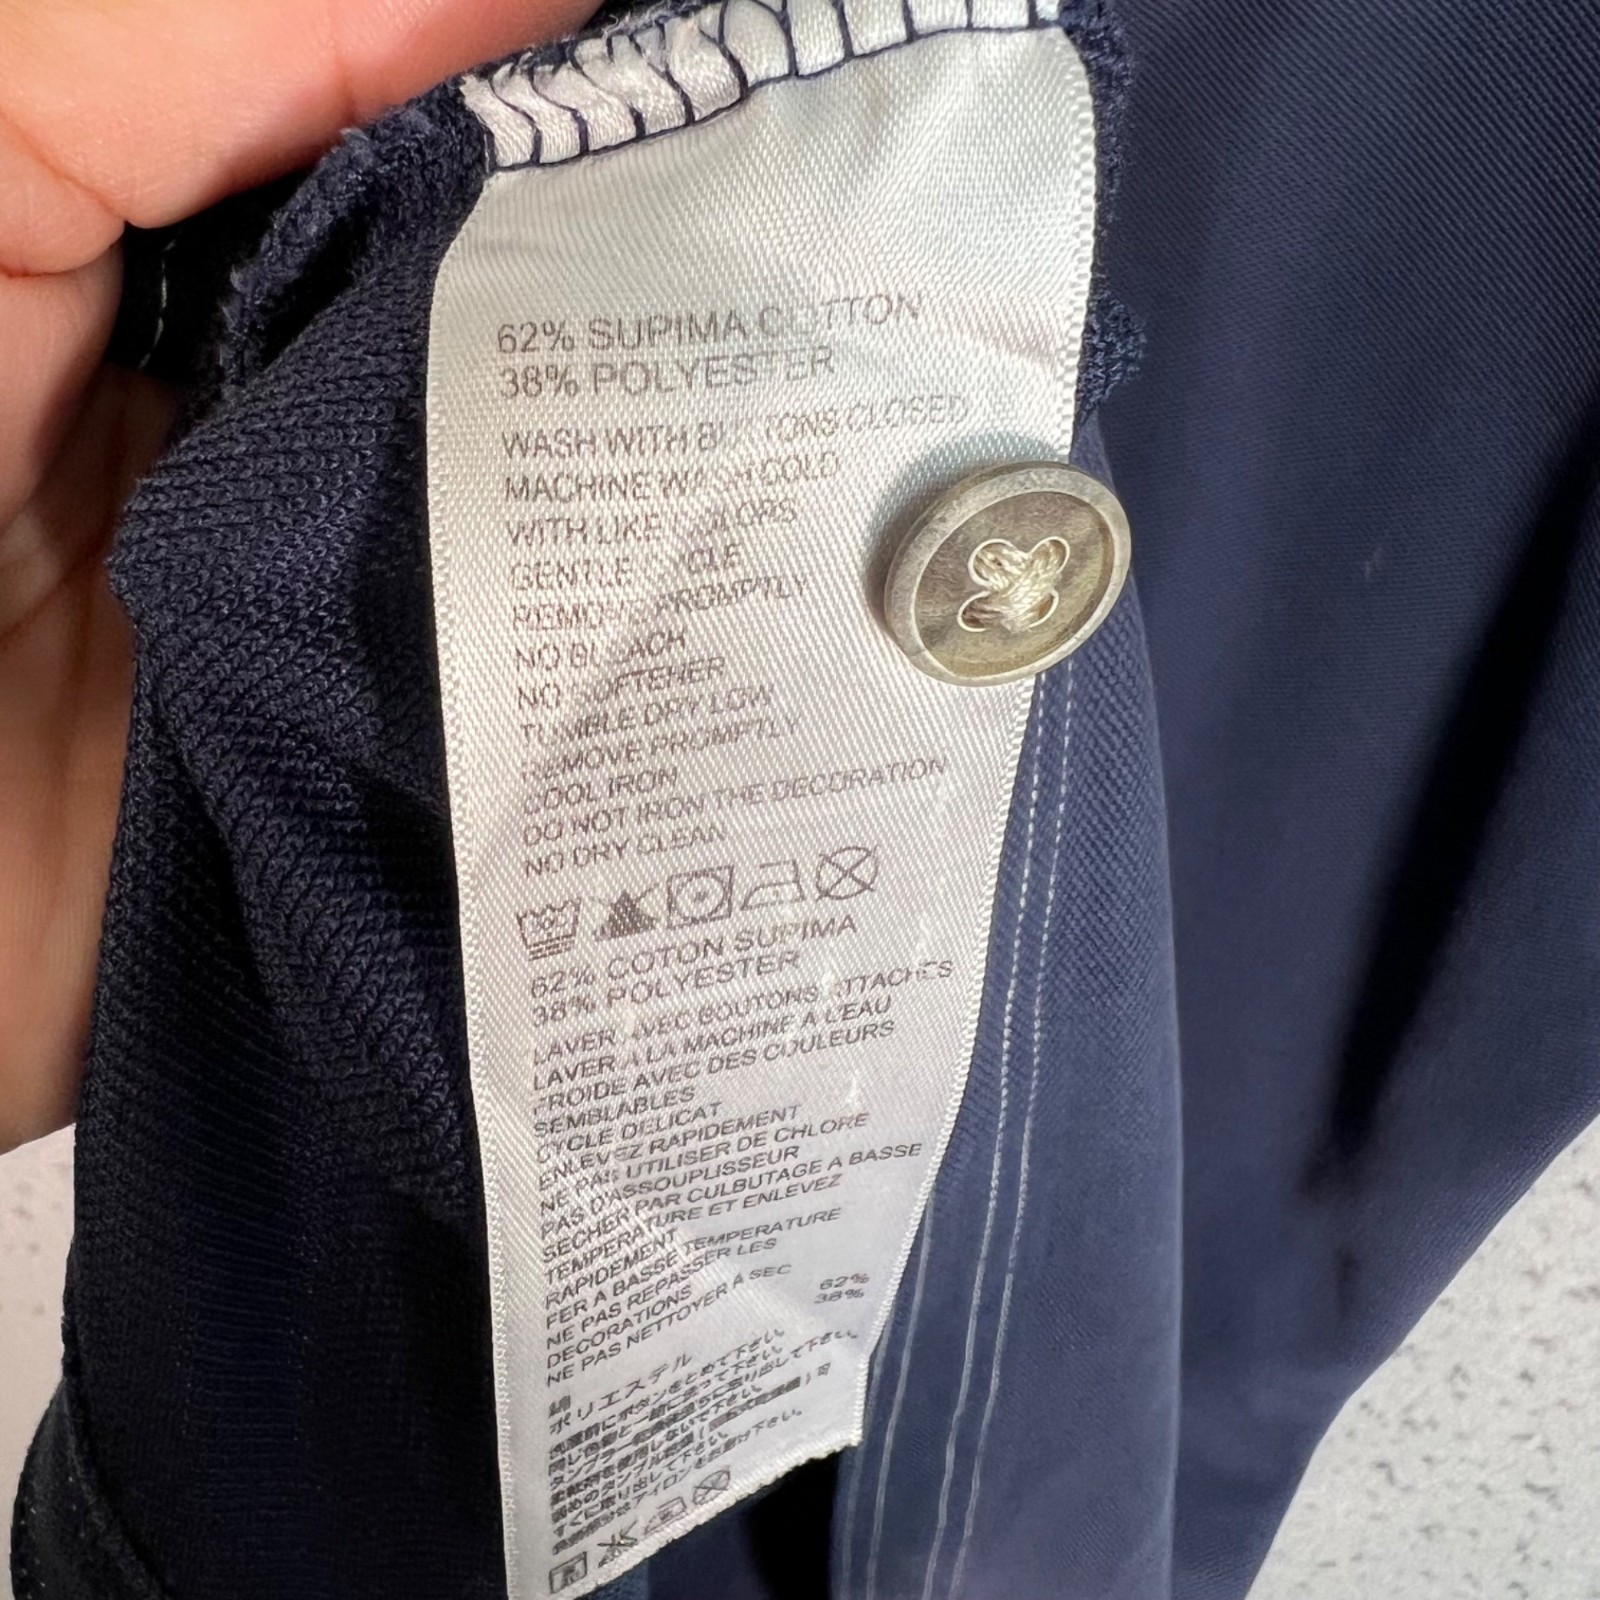 62% SUPIMA COTTON
38% POLYESTER
WASH WITH BUTTONS CLOSED
MACHINE WASH COLD
WITH LIKE COLORS
GENTLE CYCLE
REMOVE PROMPTLY
NO BLEACH
NO SOFTENER
TUMBLE DRY LOW
REMOVE PROMPTLY
COOL IRON
DO NOT IRON THE DECORATION
NO DRY CLEAN
62% COTON SUPIMA
38% POLYESTER
LAVER AVEC BOUTONS ATTACHES
LAVER A LA MACHINE A L'EAU
FROIDE AVEC DES COULEURS
SEMBLABLES
CYCLE DELICAT
ENLEVEZ RAPIDEMENT
NE PAS UTILISER DE CHLORE
PAS D'ASSOUPLISSEUR
SECHER PAR CULBUTAGE A BASSE
TEMPERATURE ET ENLEVEZ
RAPIDEMENT
FER A BASSE TEMPERATURE
NE PAS REPASSER LES
DECORATIONS
NE PAS NETTOYER A SEC
綿 62%
ポリエステル 38%